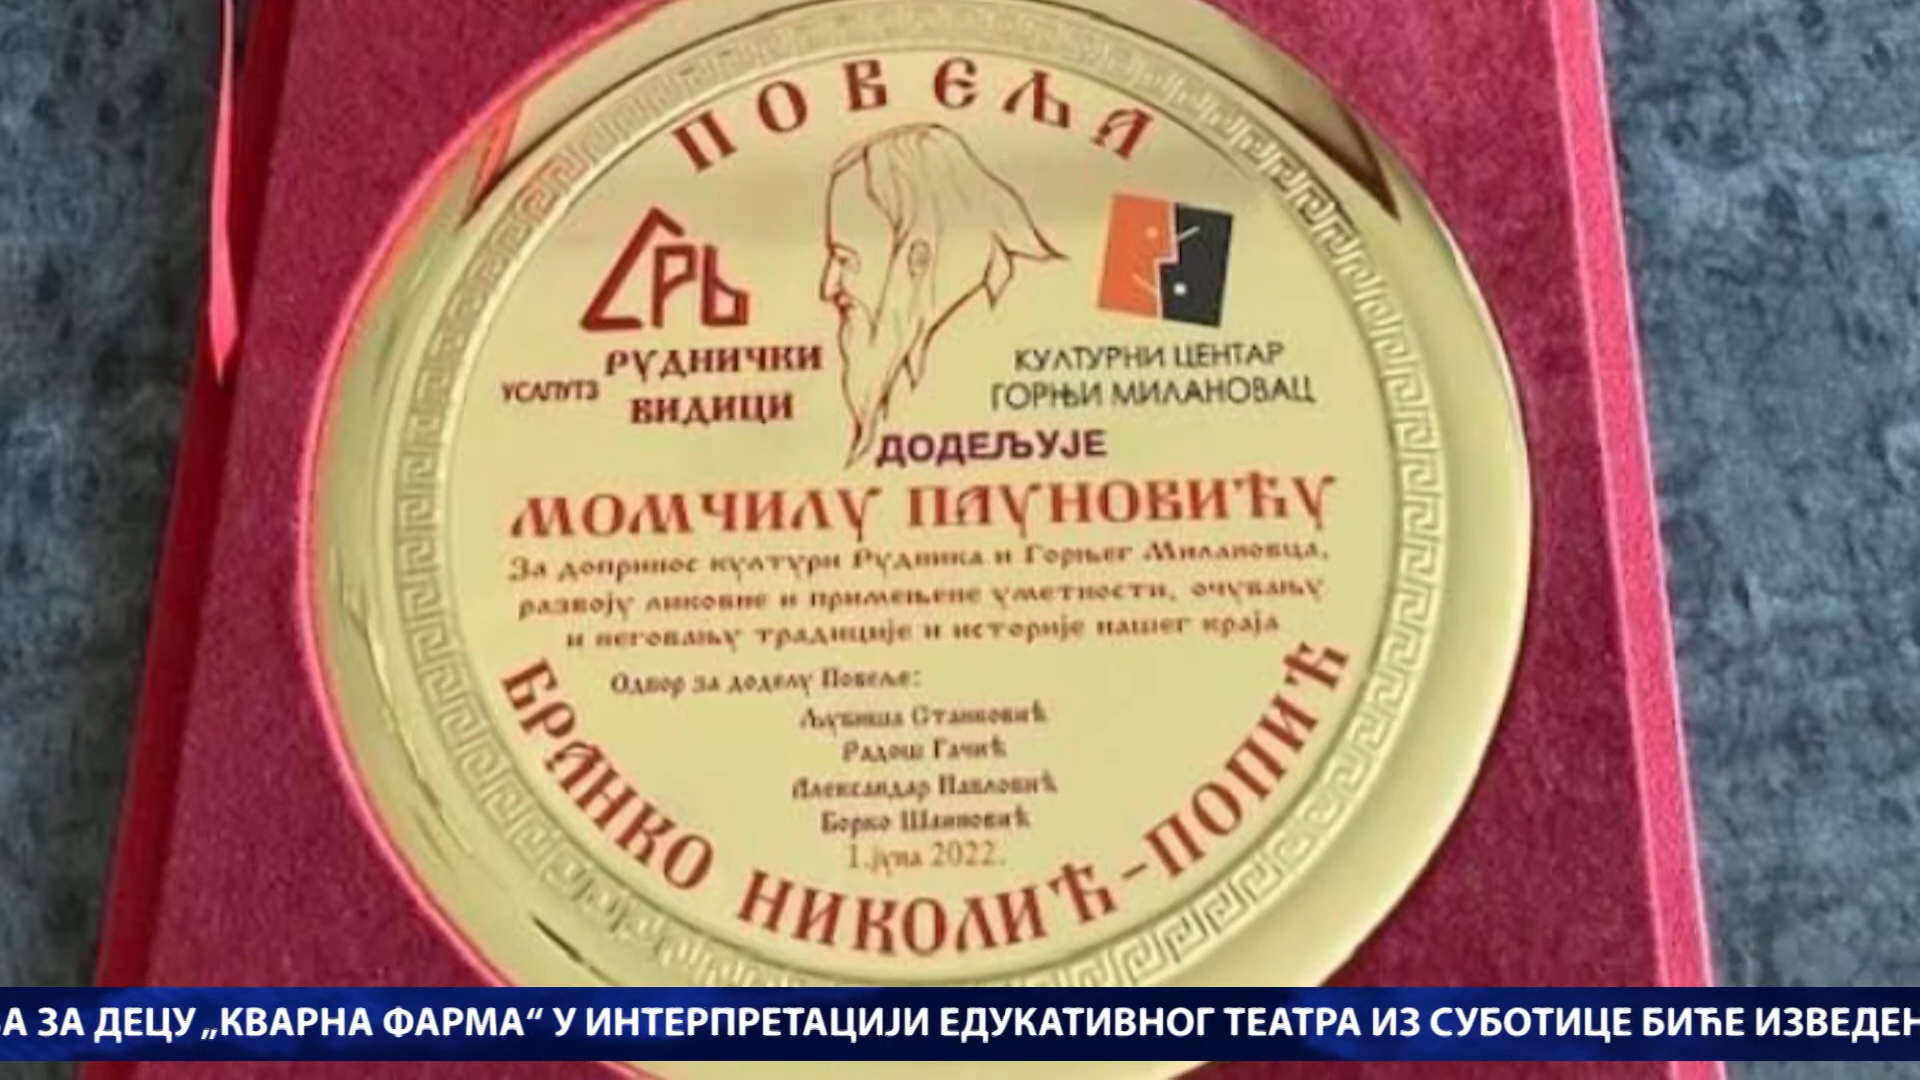 ПОВЕЉА
СРЬ
УСАПУТЗ
РУДНИЧКИ
ВИДИЦИ
КУЛТУРНИ ЦЕНТАР
ГОРЊИ МИЛАНОВАЦ
ДОДЕЉУЈЕ
МОМЧИЛУ ПАУНОВИЋУ
За допринос култури Рудника и Горњег Милановца,
развоју ликовне и примењене уметности, очувању
и неговању традиције и историје нашег краја
Одбор за доделу Повеље:
Љубиша Станковић
Радош Гачић
Александар Павловић
Борко Шаиновић
1.јуна 2022.
БРАНКО НИКОЛИЋ-ПОПИЋ
А ЗА ДЕЦУ „КВАРНА ФАРМА“ У ИНТЕРПРЕТАЦИЈИ ЕДУКАТИВНОГ ТЕАТРА ИЗ СУБОТИЦЕ БИЋЕ ИЗВЕДЕН